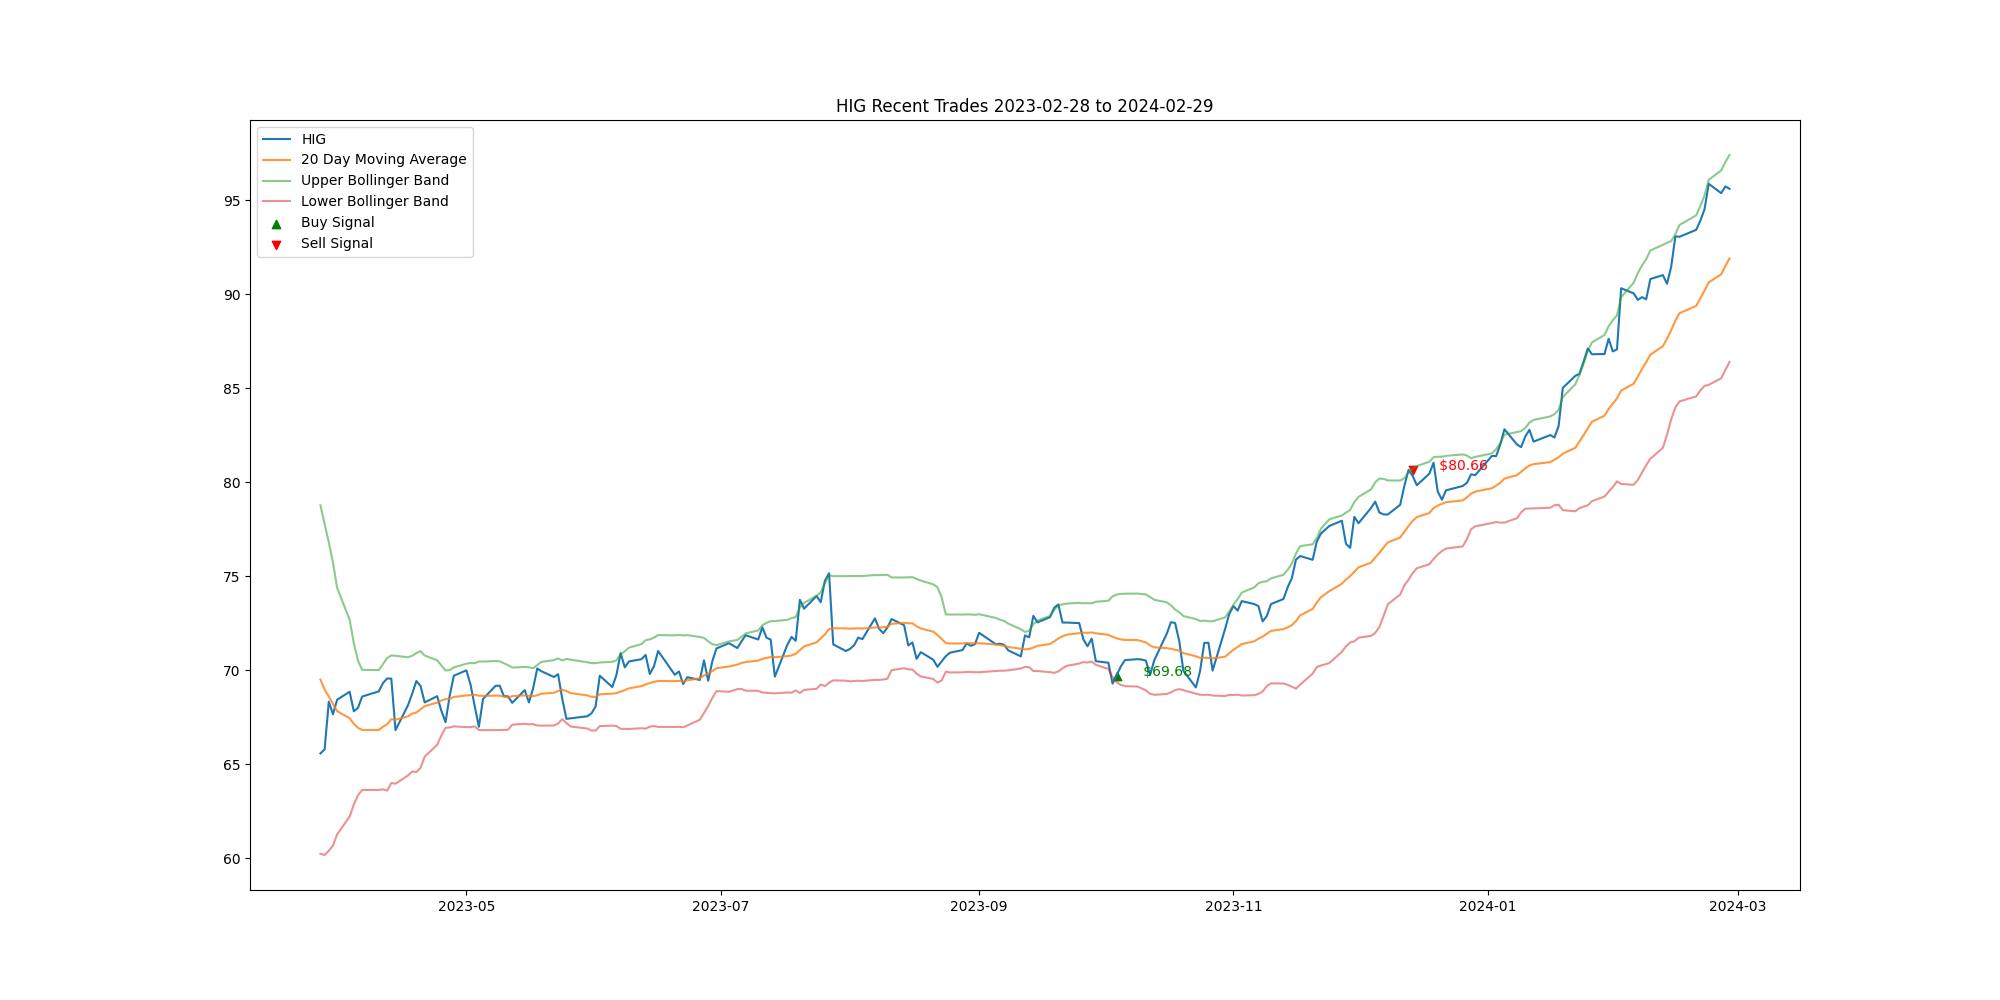 HIG Recent Trades 2023-02-28 to 2024-02-29
HIG
20 Day Moving Average
Upper Bollinger Band
Lower Bollinger Band
Buy Signal
Sell Signal
95
90
85
80
75
70
65
60
$80.66
$69.68
2023-05
2023-07
2023-09
2023-11
2024-01
2024-03